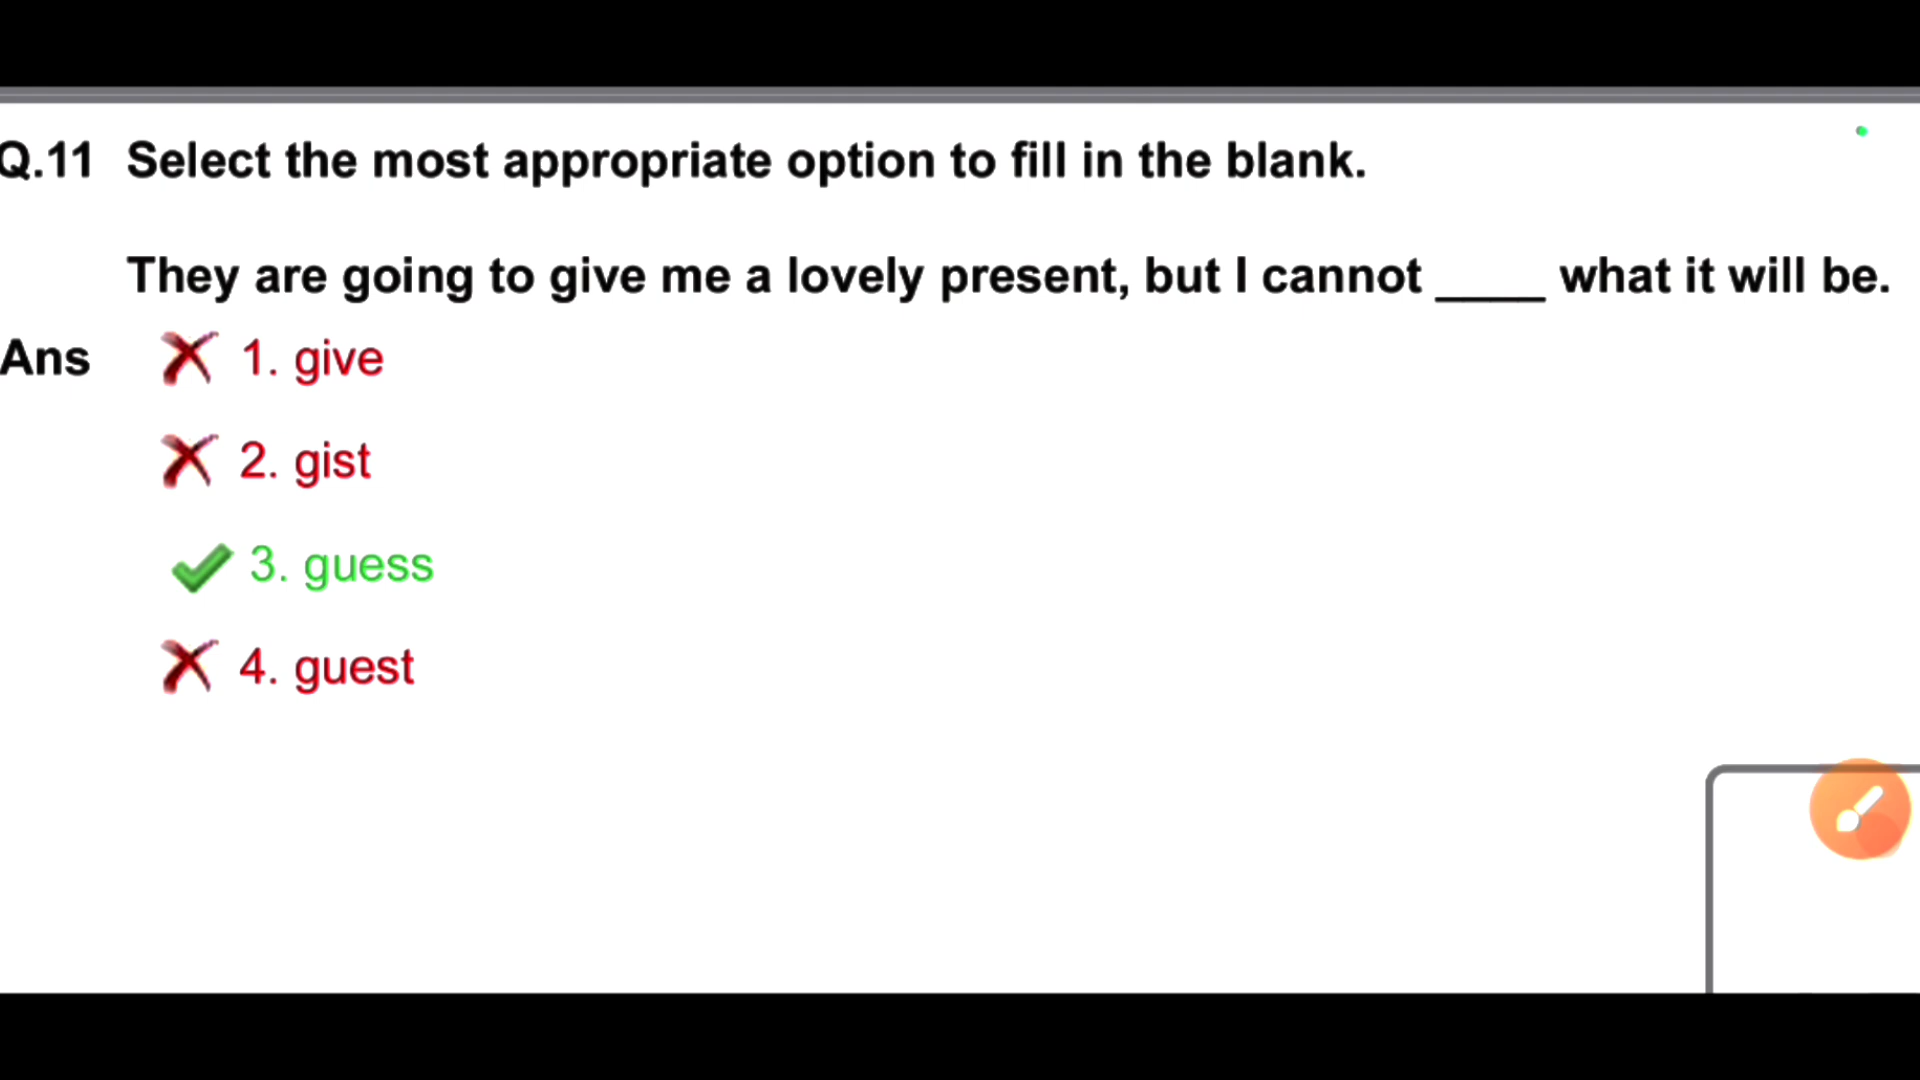 Q.11 Select the most appropriate option to fill in the blank.
They are going to give me a lovely present, but I cannot ____ what it will be.
Ans 1. give
2. gist
3. guess
4. guest